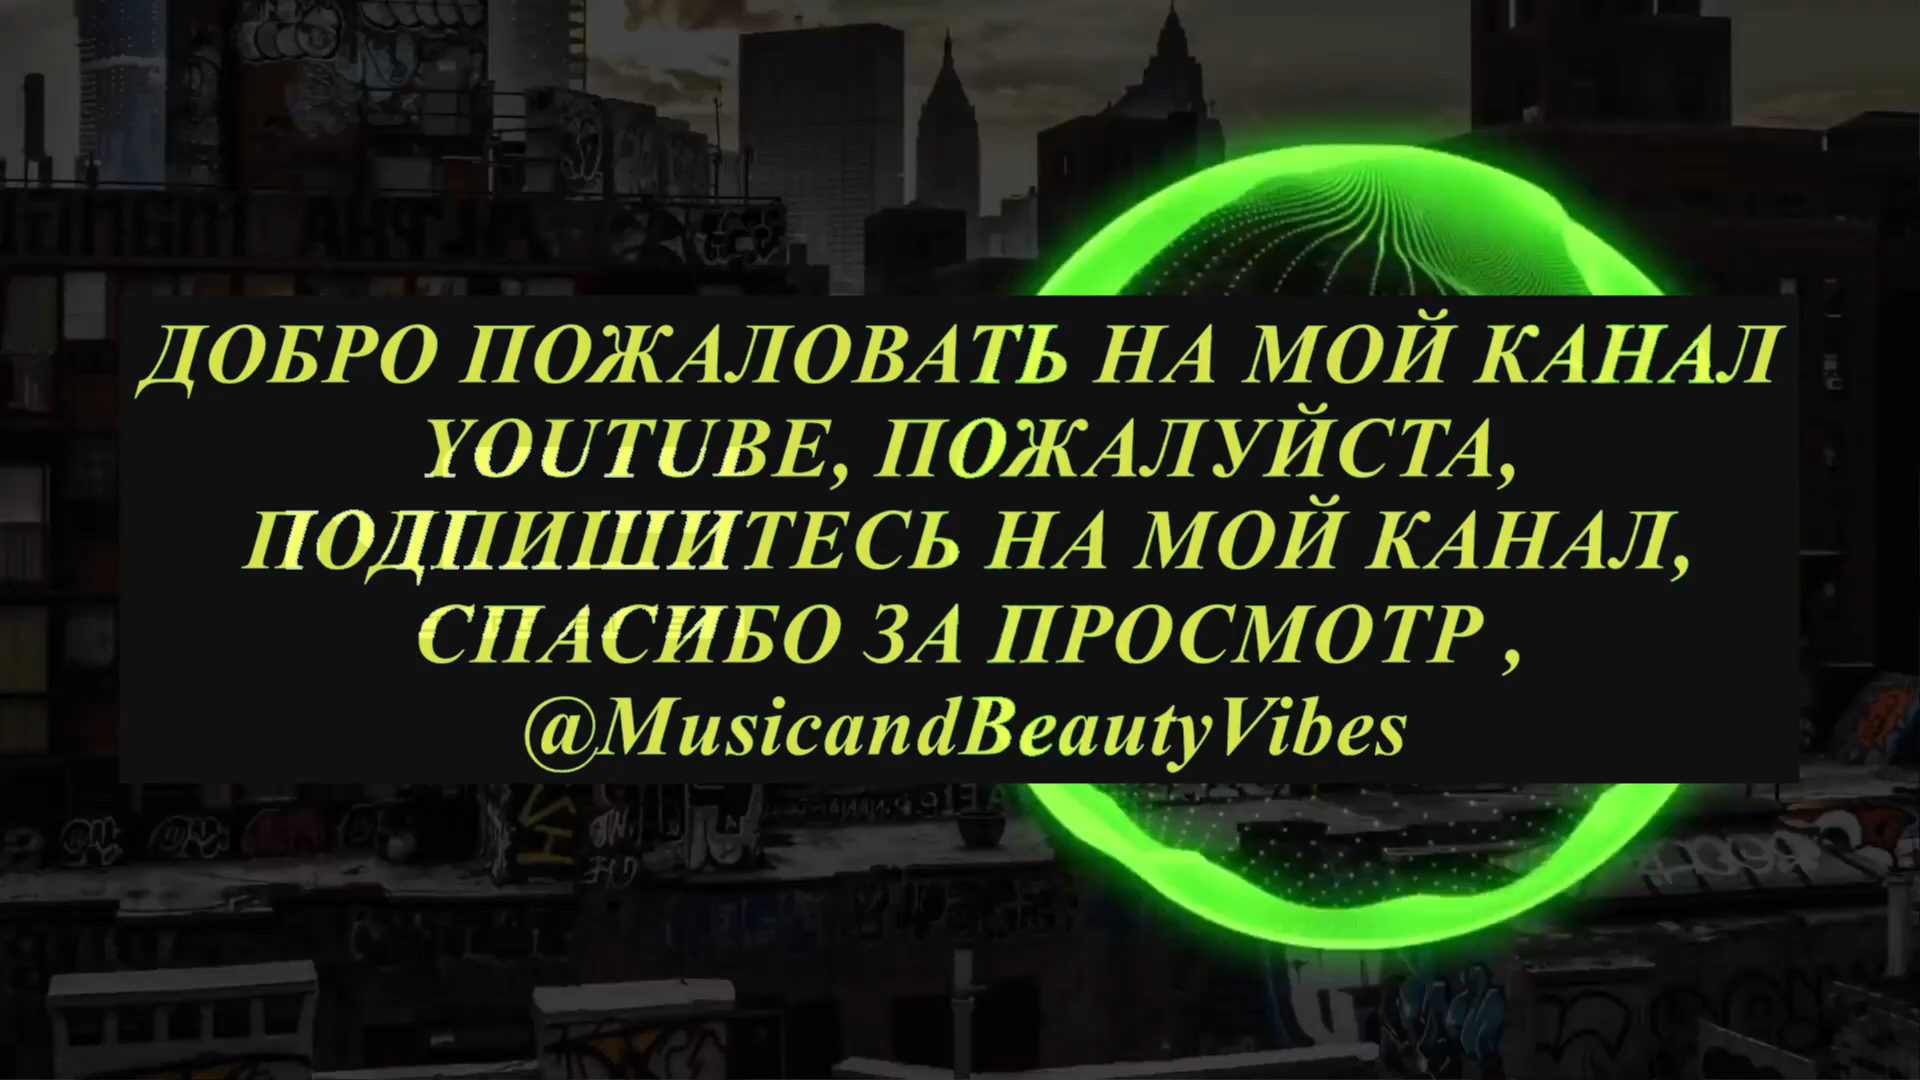 ДОБРО ПОЖАЛОВАТЬ НА МОЙ КАНАЛ
YOUTUBE, ПОЖАЛУЙСТА,
ПОДПИШИТЕСЬ НА МОЙ КАНАЛ,
СПАСИБО ЗА ПРОСМОТР ,
@MusicandBeautyVibes